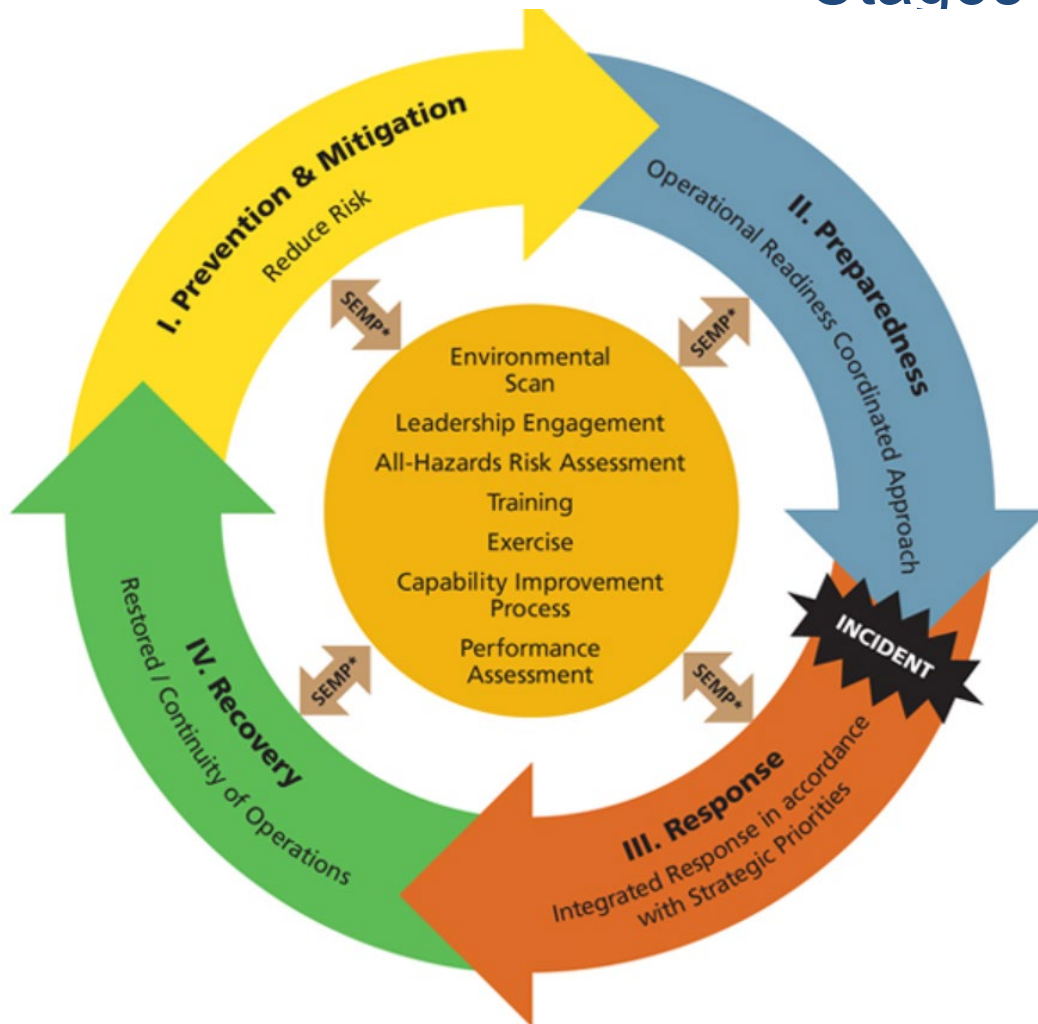 Stages
I. Prevention & Mitigation
Reduce Risk
II. Preparedness
Operational Readiness Coordinated Approach
SEMP*
SEMP*
Environmental
Scan
Leadership Engagement
All-Hazards Risk Assessment
Training
Exercise
Capability Improvement
Process
Performance
Assessment
INCIDENT
SEMP*
SEMP*
III. Response
Integrated Response in accordance
with Strategic Priorities
IV. Recovery
Restored / Continuity of Operations